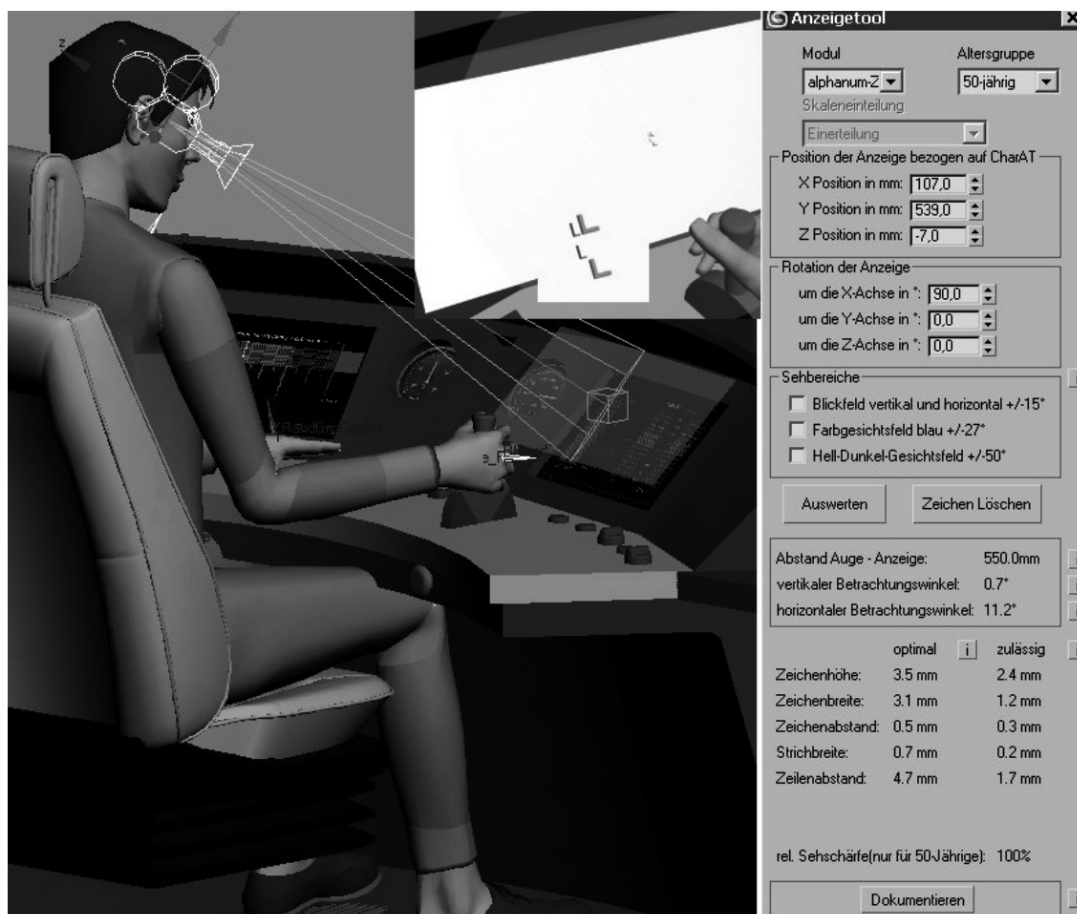 Anzeigetool
Modul Altersgruppe
alphanum-Z 50-jährig
Skaleneinteilung
Einerteilung
Position der Anzeige bezogen auf CharAT
X Position in mm: 107,0
Y Position in mm: 539,0
Z Position in mm: -7,0
Rotation der Anzeige
um die X-Achse in °: 90,0
um die Y-Achse in °: 0,0
um die Z-Achse in °: 0,0
Sehbereiche
Blickfeld vertikal und horizontal +/-15°
Farbgesichtsfeld blau +/-27°
Hell-Dunkel-Gesichtsfeld +/-50°
Auswerten Zeichen Löschen
Abstand Auge - Anzeige: 550.0mm
vertikaler Betrachtungswinkel: 0.7°
horizontaler Betrachtungswinkel: 11.2°
optimal i zulässig
Zeichenhöhe: 3.5 mm 2.4 mm
Zeichenbreite: 3.1 mm 1.2 mm
Zeichenabstand: 0.5 mm 0.3 mm
Strichbreite: 0.7 mm 0.2 mm
Zeilenabstand: 4.7 mm 1.7 mm
rel. Sehschärfe(nur für 50-Jährige): 100%
Dokumentieren
z